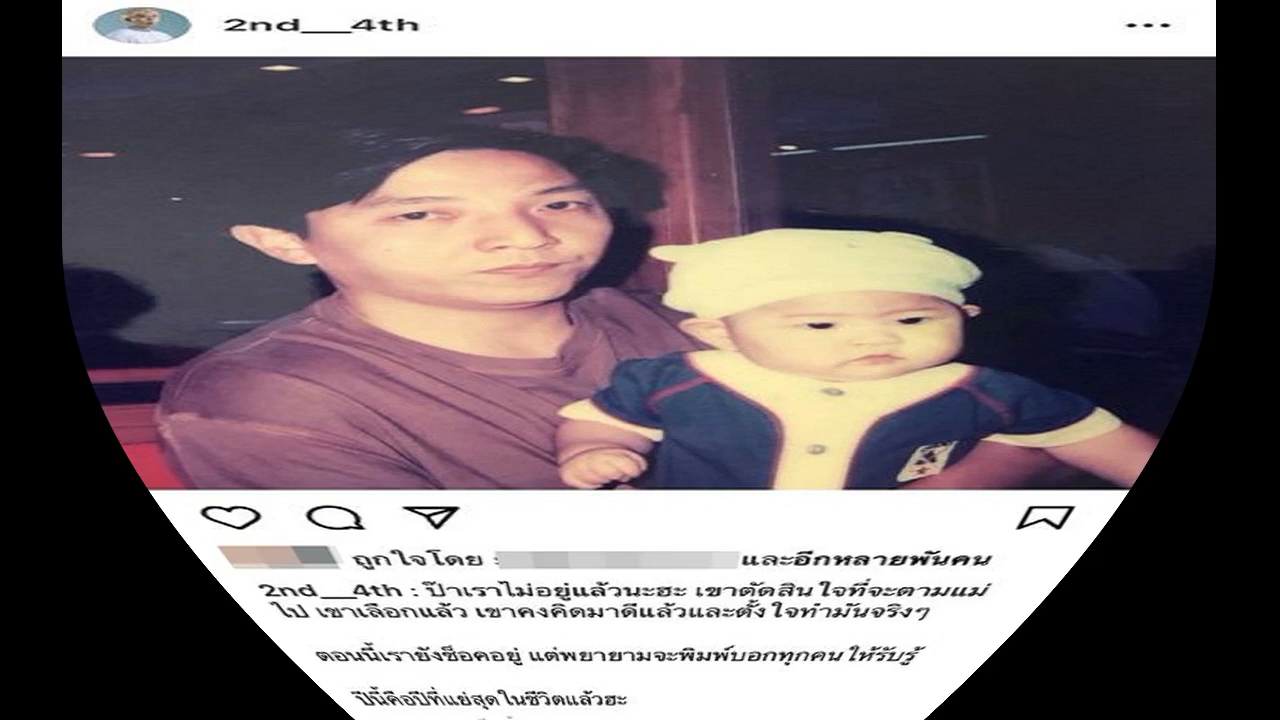 2nd__4th
ถูกใจโดย
และอีกหลายพันคน
2nd__4th : ป๊าเราไม่อยู่แล้วนะฮะ เขาตัดสินใจที่จะตามแม่
ไป เขาเลือกแล้ว เขาคงคิดมาดีแล้วและตั้งใจทำมันจริงๆ
ตอนนี้เรายังช็อคอยู่ แต่พยายามจะพิมพ์บอกทุกคนให้รับรู้
ปีนี้คือปีที่แย่สุดในชีวิตแล้วฮะ